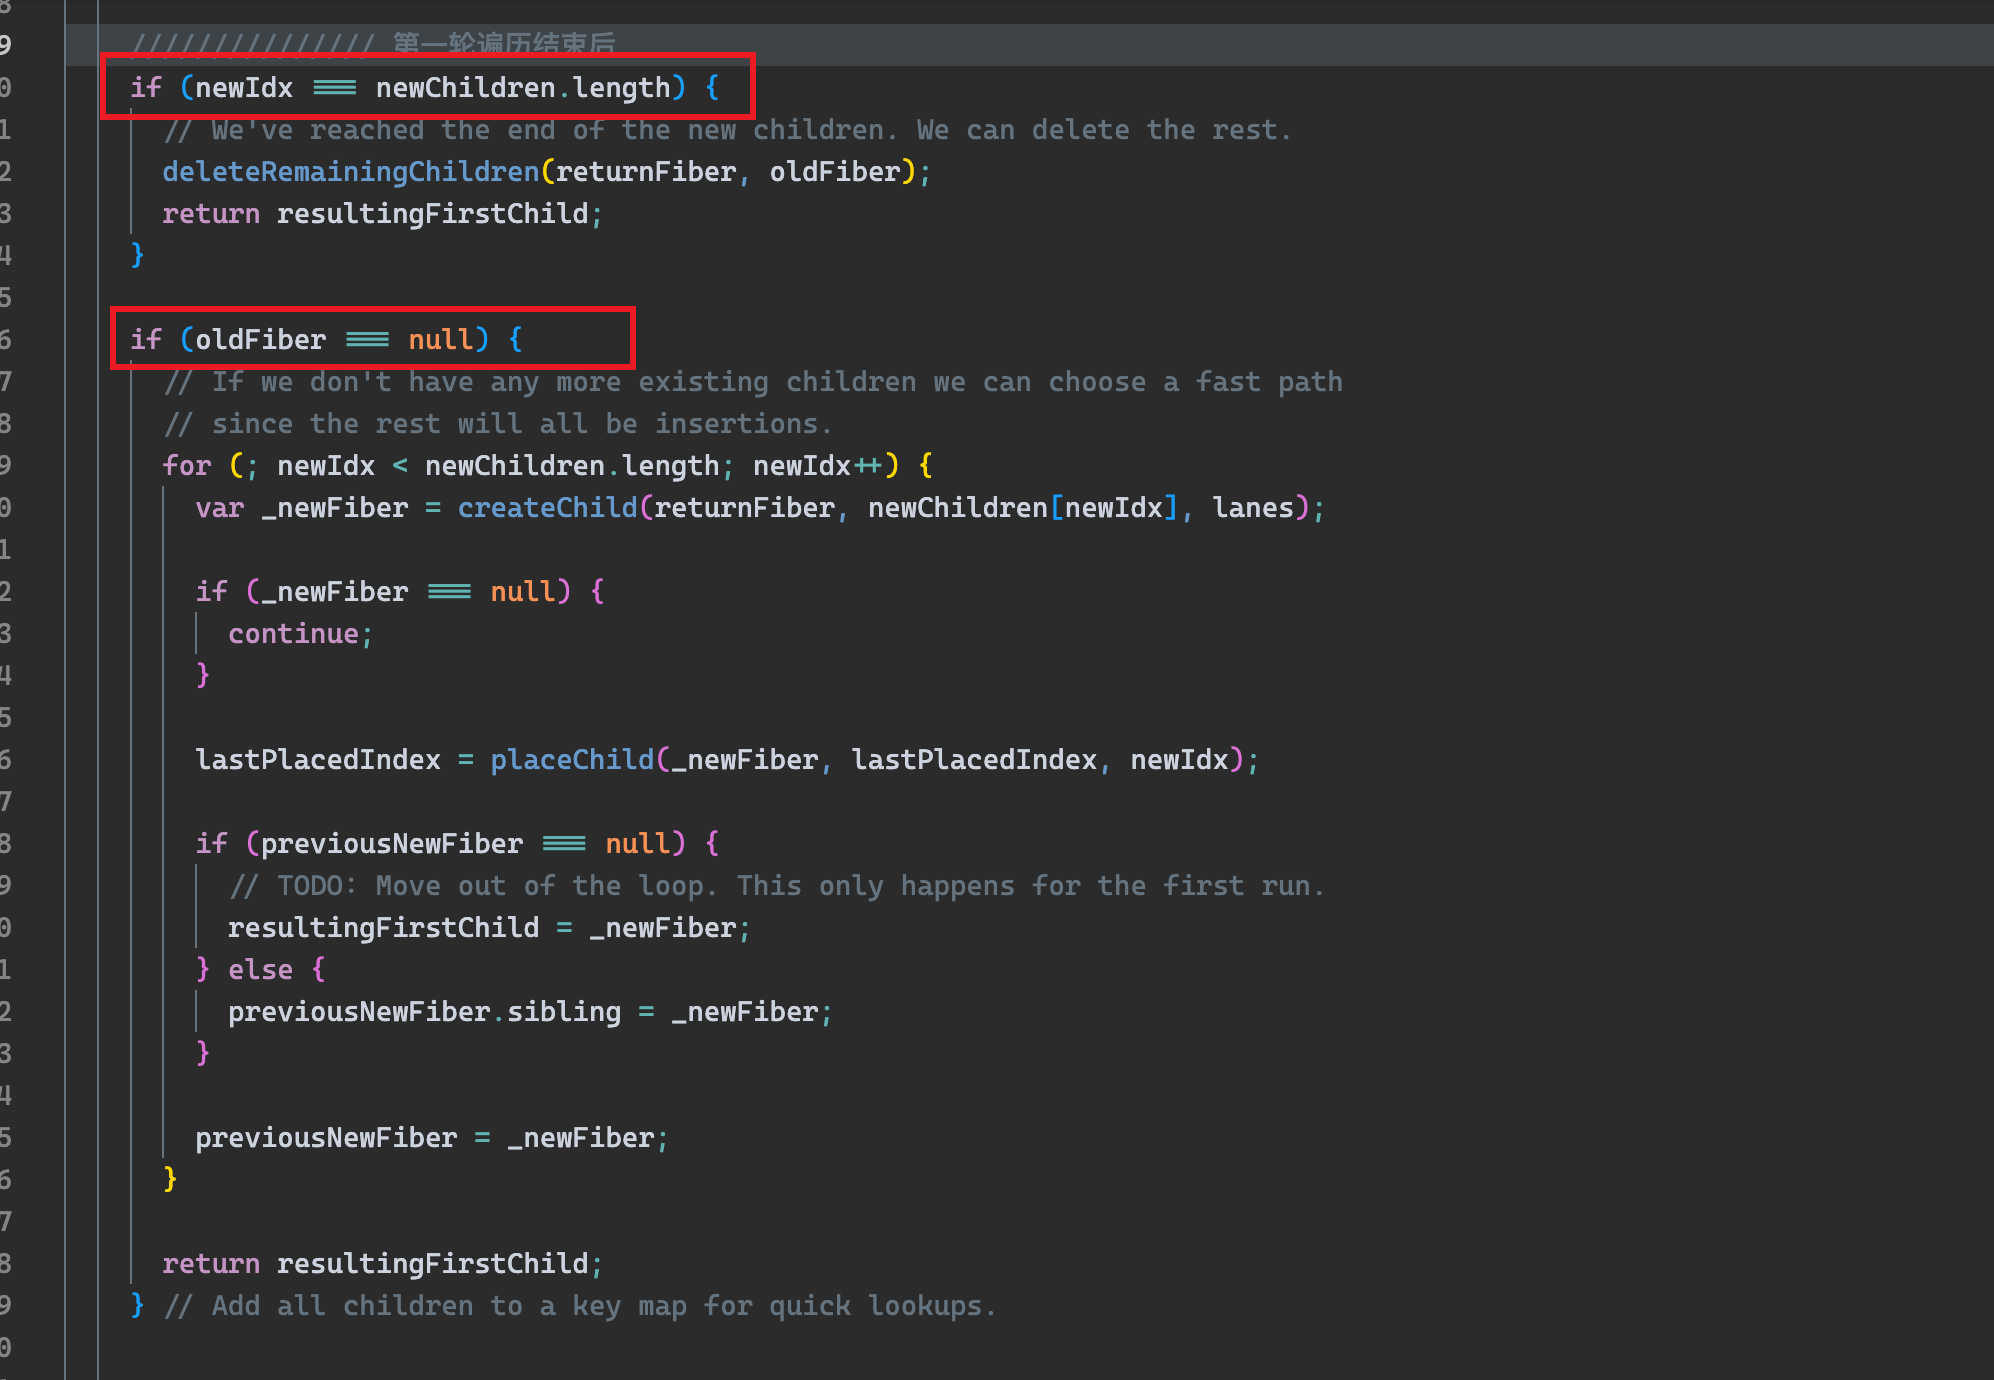 8
9 /////////////// 第一轮遍历结束后
0 if (newIdx === newChildren.length) {
1 // We've reached the end of the new children. We can delete the rest.
2 deleteRemainingChildren(returnFiber, oldFiber);
3 return resultingFirstChild;
4 }
5
6 if (oldFiber === null) {
7 // If we don't have any more existing children we can choose a fast path
8 // since the rest will all be insertions.
9 for (; newIdx < newChildren.length; newIdx++) {
0 var _newFiber = createChild(returnFiber, newChildren[newIdx], lanes);
1
2 if (_newFiber === null) {
3 continue;
4 }
5
6 lastPlacedIndex = placeChild(_newFiber, lastPlacedIndex, newIdx);
7
8 if (previousNewFiber === null) {
9 // TODO: Move out of the loop. This only happens for the first run.
0 resultingFirstChild = _newFiber;
1 } else {
2 previousNewFiber.sibling = _newFiber;
3 }
4
5 previousNewFiber = _newFiber;
6 }
7
8 return resultingFirstChild;
9 } // Add all children to a key map for quick lookups.
0